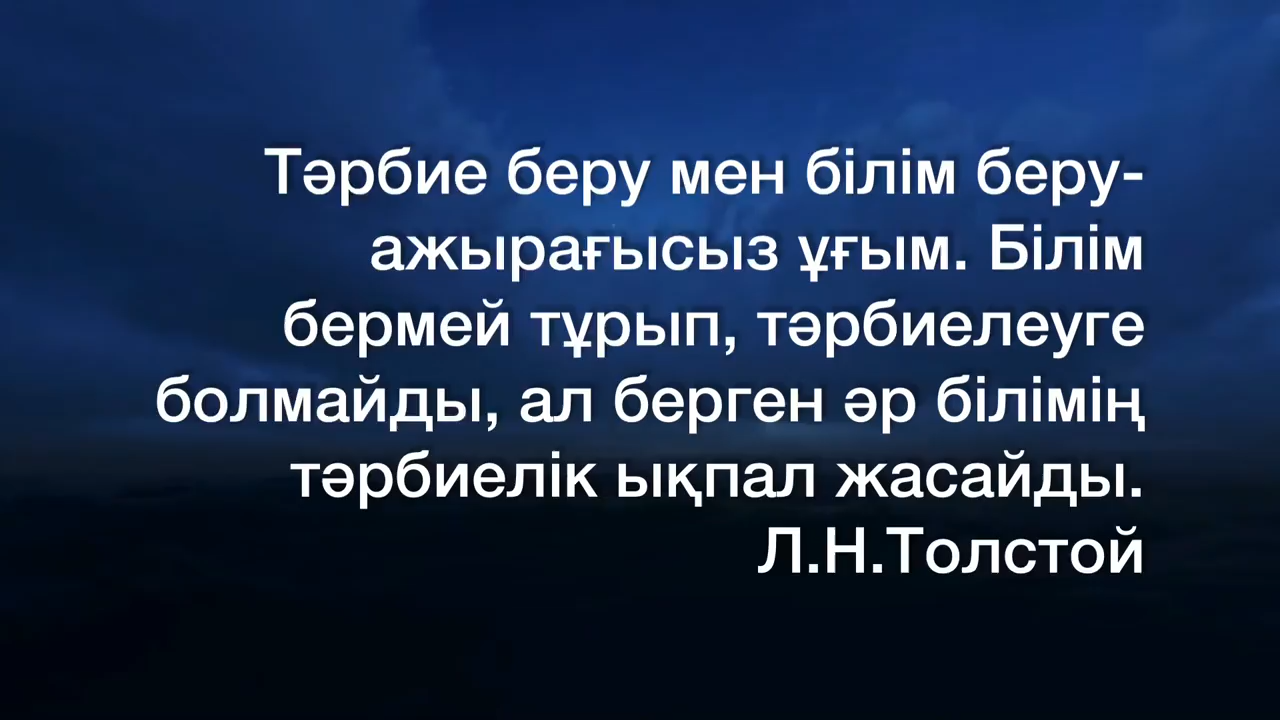 Тәрбие беру мен білім беру-
ажырағысыз ұғым. Білім
бермей тұрып, тәрбиелеуге
болмайды, ал берген әр білімің
тәрбиелік ықпал жасайды.
Л.Н.Толстой